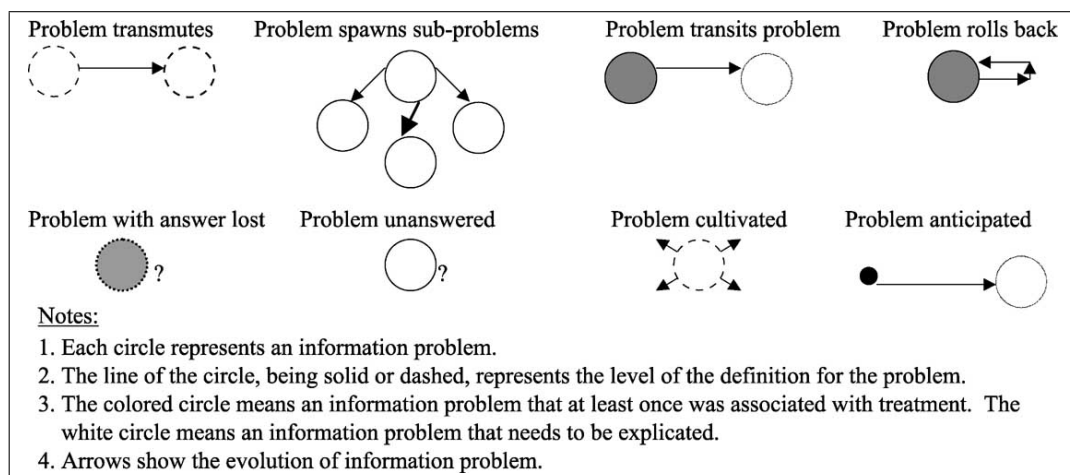 Problem transmutes
Problem spawns sub-problems
Problem transits problem
Problem rolls back
Problem with answer lost
Problem unanswered
Problem cultivated
Problem anticipated
?
?
Notes:
1. Each circle represents an information problem.
2. The line of the circle, being solid or dashed, represents the level of the definition for the problem.
3. The colored circle means an information problem that at least once was associated with treatment. The
white circle means an information problem that needs to be explicated.
4. Arrows show the evolution of information problem.